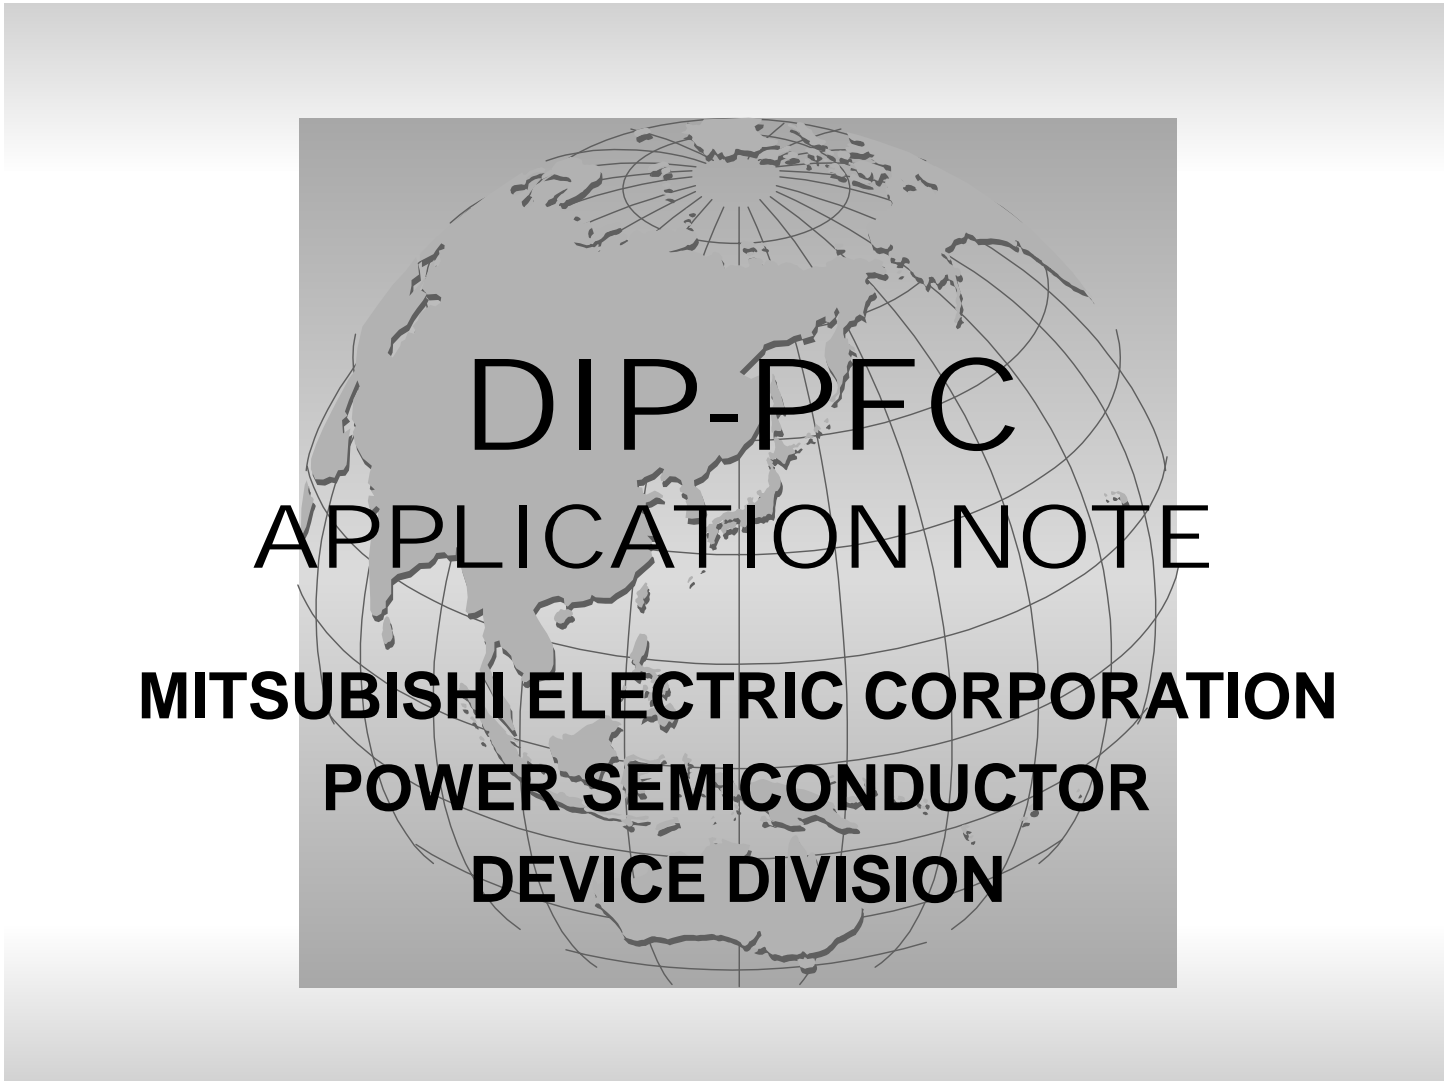 DIP-PFC
APPLICATION NOTE
MITSUBISHI ELECTRIC CORPORATION
POWER SEMICONDUCTOR
DEVICE DIVISION